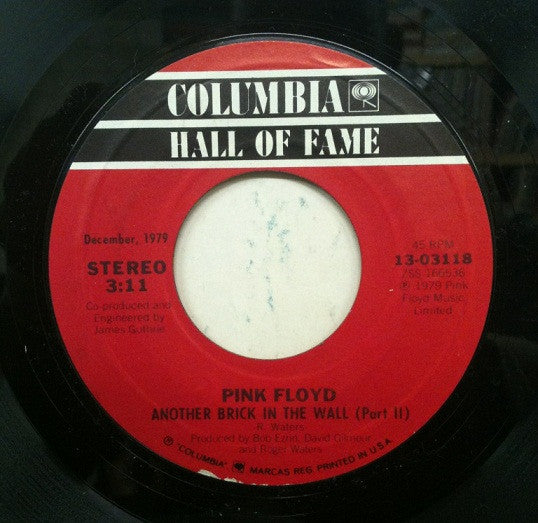 COLUMBIA
HALL OF FAME
December, 1979
STEREO
3:11
Co-produced and
Engineered by
James Guthrie
45 RPM
13-03118
ZSS 165536
℗ 1979 Pink
Floyd Music,
Limited
PINK FLOYD
ANOTHER BRICK IN THE WALL (Part II)
-R. Waters-
Produced by Bob Ezrin, David Gilmour
and Roger Waters
℗ "COLUMBIA," MARCAS REG. PRINTED IN U.S.A.